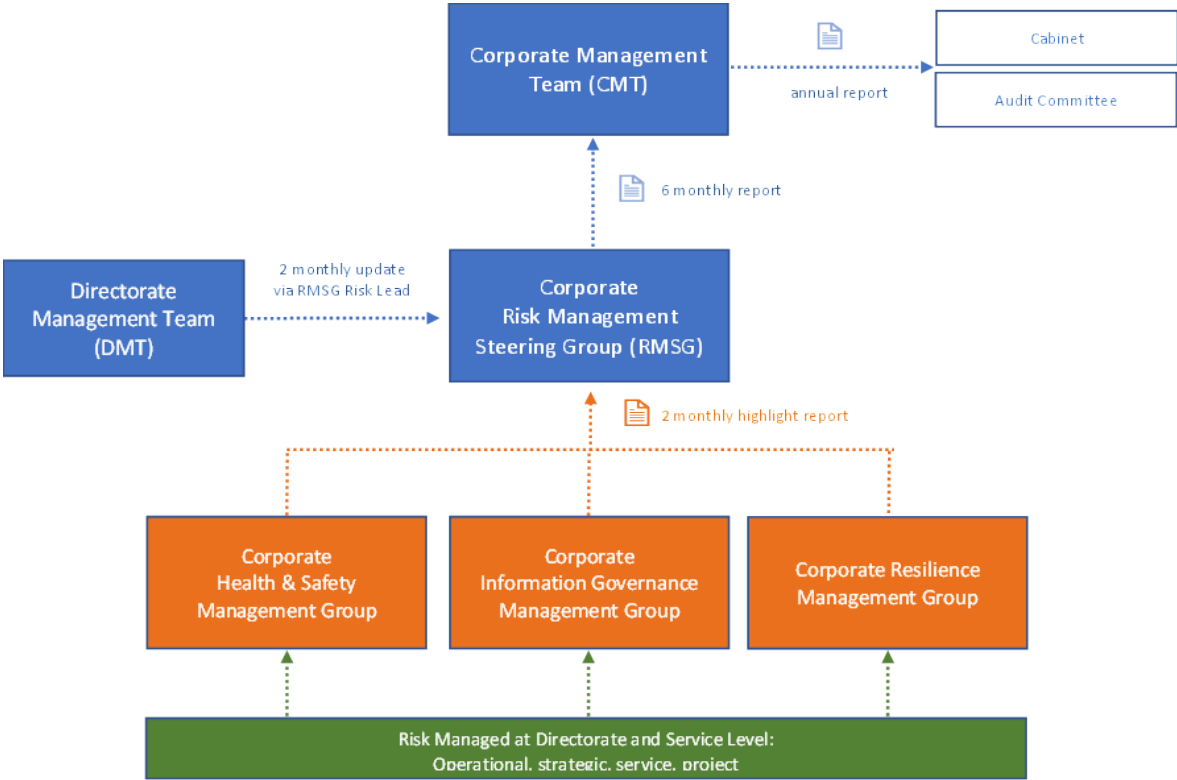 Corporate Management
Team (CMT)
annual report
Cabinet
Audit Committee
6 monthly report
Directorate
Management Team
(DMT)
2 monthly update
via RMSG Risk Lead
Corporate
Risk Management
Steering Group (RMSG)
2 monthly highlight report
Corporate
Health & Safety
Management Group
Corporate
Information Governance
Management Group
Corporate Resilience
Management Group
Risk Managed at Directorate and Service Level:
Operational, strategic, service, project